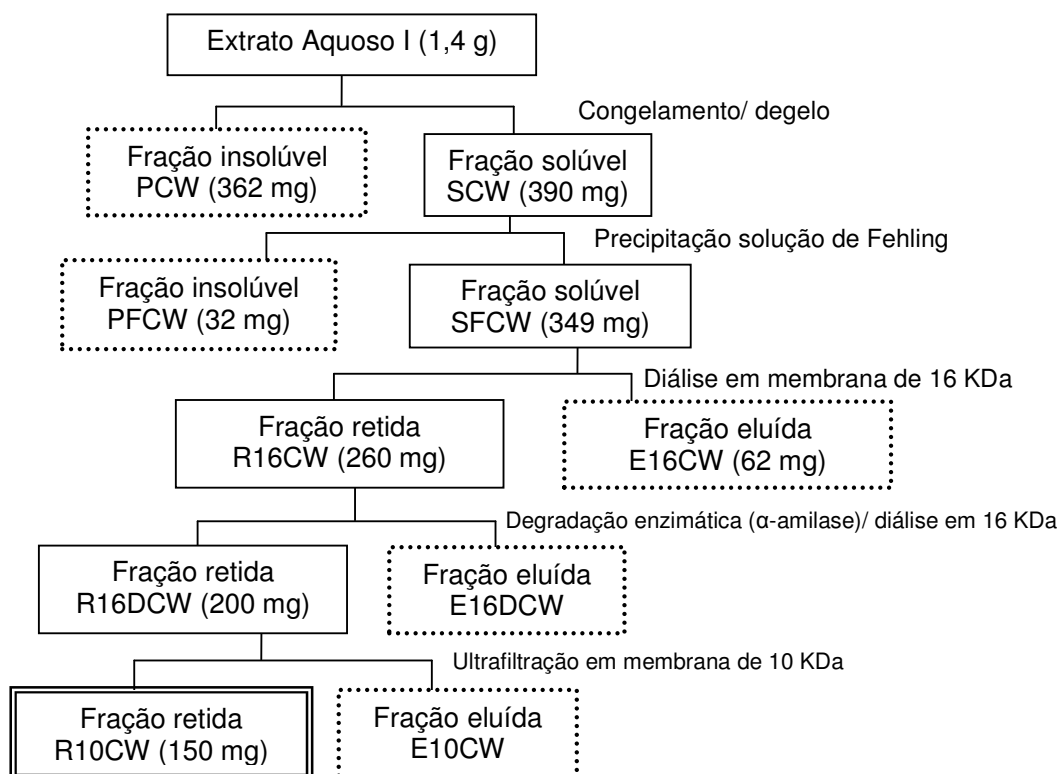 Extrato Aquoso I (1,4 g)
Congelamento/ degelo
Fração insolúvel
PCW (362 mg)
Fração solúvel
SCW (390 mg)
Precipitação solução de Fehling
Fração insolúvel
PFCW (32 mg)
Fração solúvel
SFCW (349 mg)
Diálise em membrana de 16 KDa
Fração retida
R16CW (260 mg)
Fração eluída
E16CW (62 mg)
Degradação enzimática (α-amilase)/ diálise em 16 KDa
Fração retida
R16DCW (200 mg)
Fração eluída
E16DCW
Ultrafiltração em membrana de 10 KDa
Fração retida
R10CW (150 mg)
Fração eluída
E10CW